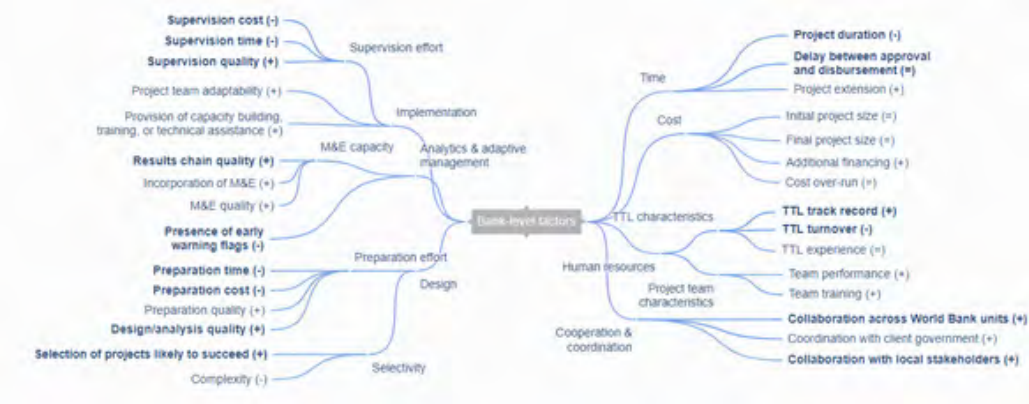 Supervision cost (-)
Supervision time (-)
Supervision quality (+)
Supervision effort
Project team adaptability (+)
Provision of capacity building,
training, or technical assistance (+)
Implementation
M&E capacity
Analytics & adaptive
management
Results chain quality (+)
Incorporation of M&E (+)
M&E quality (+)
Presence of early
warning flags (-)
Preparation effort
Preparation time (-)
Preparation cost (-)
Preparation quality (+)
Design/analysis quality (+)
Design
Selection of projects likely to succeed (+)
Complexity (-)
Selectivity
Bank-level factors
Time
Project duration (-)
Delay between approval
and disbursement (=)
Project extension (+)
Cost
Initial project size (=)
Final project size (=)
Additional financing (+)
Cost over-run (=)
TTL characteristics
TTL track record (+)
TTL turnover (-)
TTL experience (=)
Human resources
Project team
characteristics
Team performance (+)
Team training (+)
Cooperation &
coordination
Collaboration across World Bank units (+)
Coordination with client government (+)
Collaboration with local stakeholders (+)